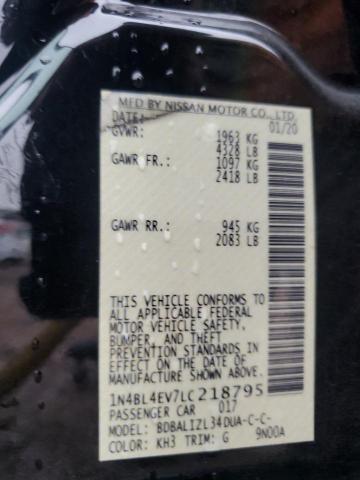 MFD BY NISSAN MOTOR CO., LTD.
DATE: 01/20
GVWR: 1963 KG
4328 LB
GAWR FR.: 1097 KG
2418 LB
GAWR RR.: 945 KG
2083 LB
THIS VEHICLE CONFORMS TO
ALL APPLICABLE FEDERAL
MOTOR VEHICLE SAFETY,
BUMPER, AND THEFT
PREVENTION STANDARDS IN
EFFECT ON THE DATE OF
MANUFACTURE SHOWN ABOVE.
1N4BL4EV7LC218795
PASSENGER CAR 017
MODEL: BDBALIZL34DUA-C-C-
COLOR: KH3 TRIM: G 9N00A